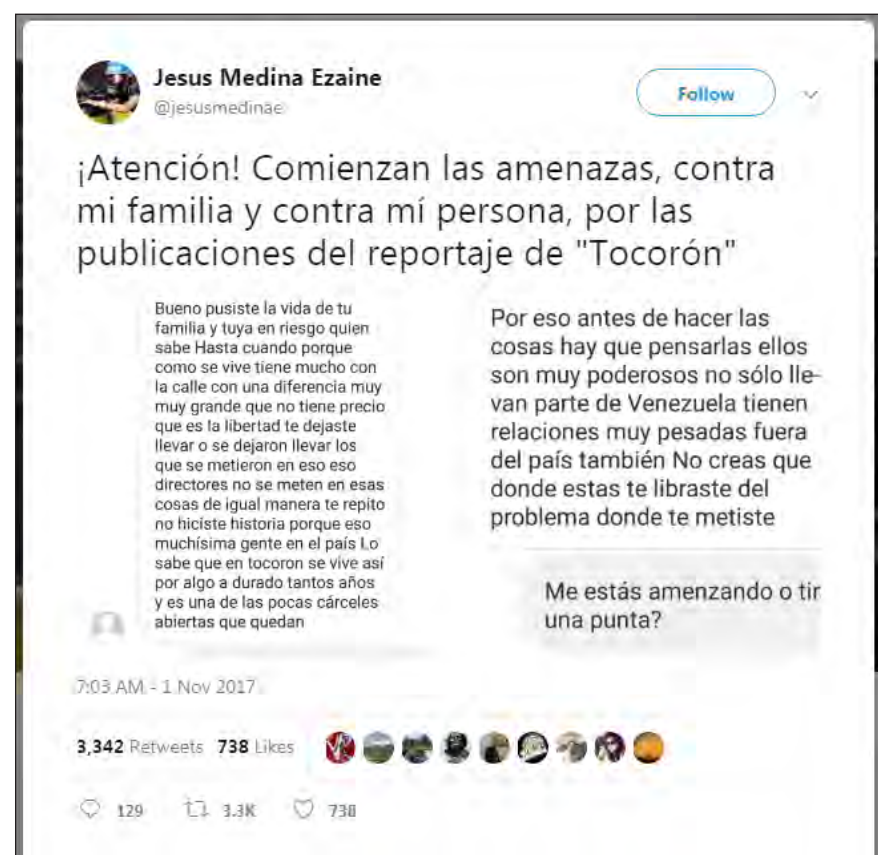 Jesus Medina Ezaine
@jesusmedinae
Follow
¡Atención! Comienzan las amenazas, contra
mi familia y contra mí persona, por las
publicaciones del reportaje de "Tocorón"
Bueno pusiste la vida de tu
familia y tuya en riesgo quien
sabe Hasta cuando porque
como se vive tiene mucho con
la calle con una diferencia muy
muy grande que no tiene precio
que es la libertad te dejaste
llevar o se dejaron llevar los
que se metieron en eso eso
directores no se meten en esas
cosas de igual manera te repito
no hiciste historia porque eso
muchísima gente en el país Lo
sabe que en tocoron se vive así
por algo a durado tantos años
y es una de las pocas cárceles
abiertas que quedan
Por eso antes de hacer las
cosas hay que pensarlas ellos
son muy poderosos no sólo lle-
van parte de Venezuela tienen
relaciones muy pesadas fuera
del país también No creas que
donde estas te libraste del
problema donde te metiste
Me estás amenzando o tir
una punta?
7:03 AM - 1 Nov 2017
3,342 Retweets 738 Likes
129 3.3K 738